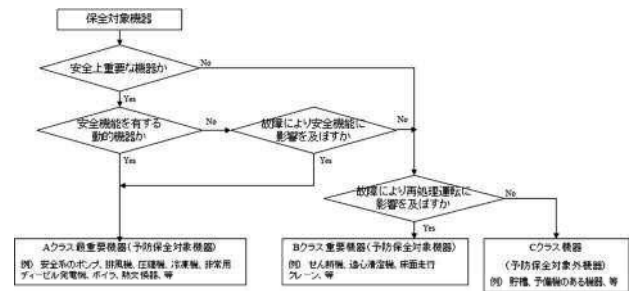 保全対象機器
安全上重要な機器か
No
Yes
安全機能を有する
動的機器か
No
故障により安全機能に
影響を及ぼすか
No
Yes
Yes
故障により再処理運転に
影響を及ぼすか
No
Yes
Aクラス最重要機器(予防保全対象機器)
例) 安全系のポンプ、排風機、圧縮機、冷凍機、非常用
ディーゼル発電機、ボイラ、熱交換器、等
Bクラス重要機器(予防保全対象機器)
例) せん断機、遠心清澄機、床面走行
クレーン、等
Cクラス機器
(予防保全対象外機器)
例) 貯槽、予備機のある機器、等